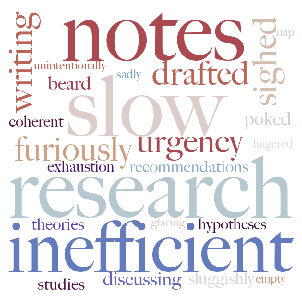 writing
notes
sighed
nap
unintentionally
sadly
drafted
beard
slow
coherent
poked
furiously
urgency
lingered
exhaustion
recommendations
research
theories
glaring
hypotheses
inefficient
studies
discussing
sluggishly
empty